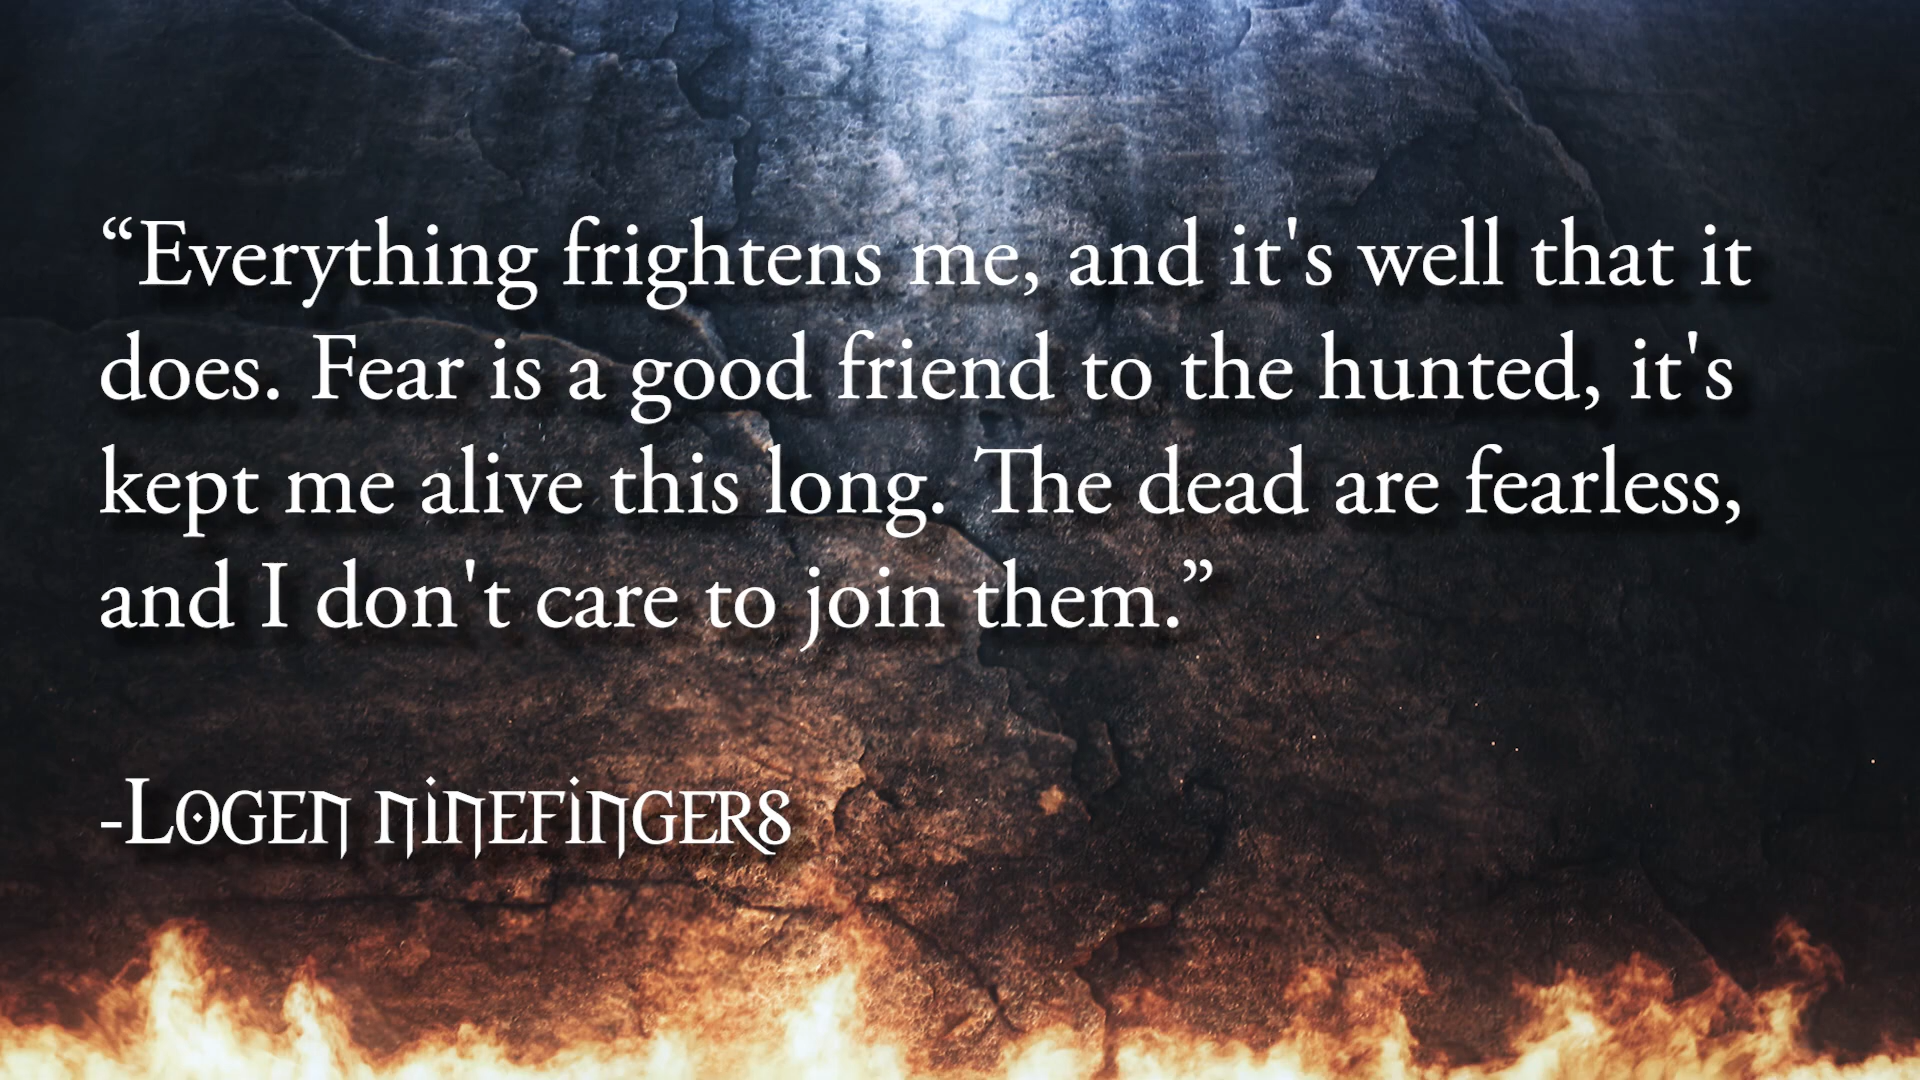 “Everything frightens me, and it's well that it
does. Fear is a good friend to the hunted, it's
kept me alive this long. The dead are fearless,
and I don't care to join them.”
-Logen Ninefingers